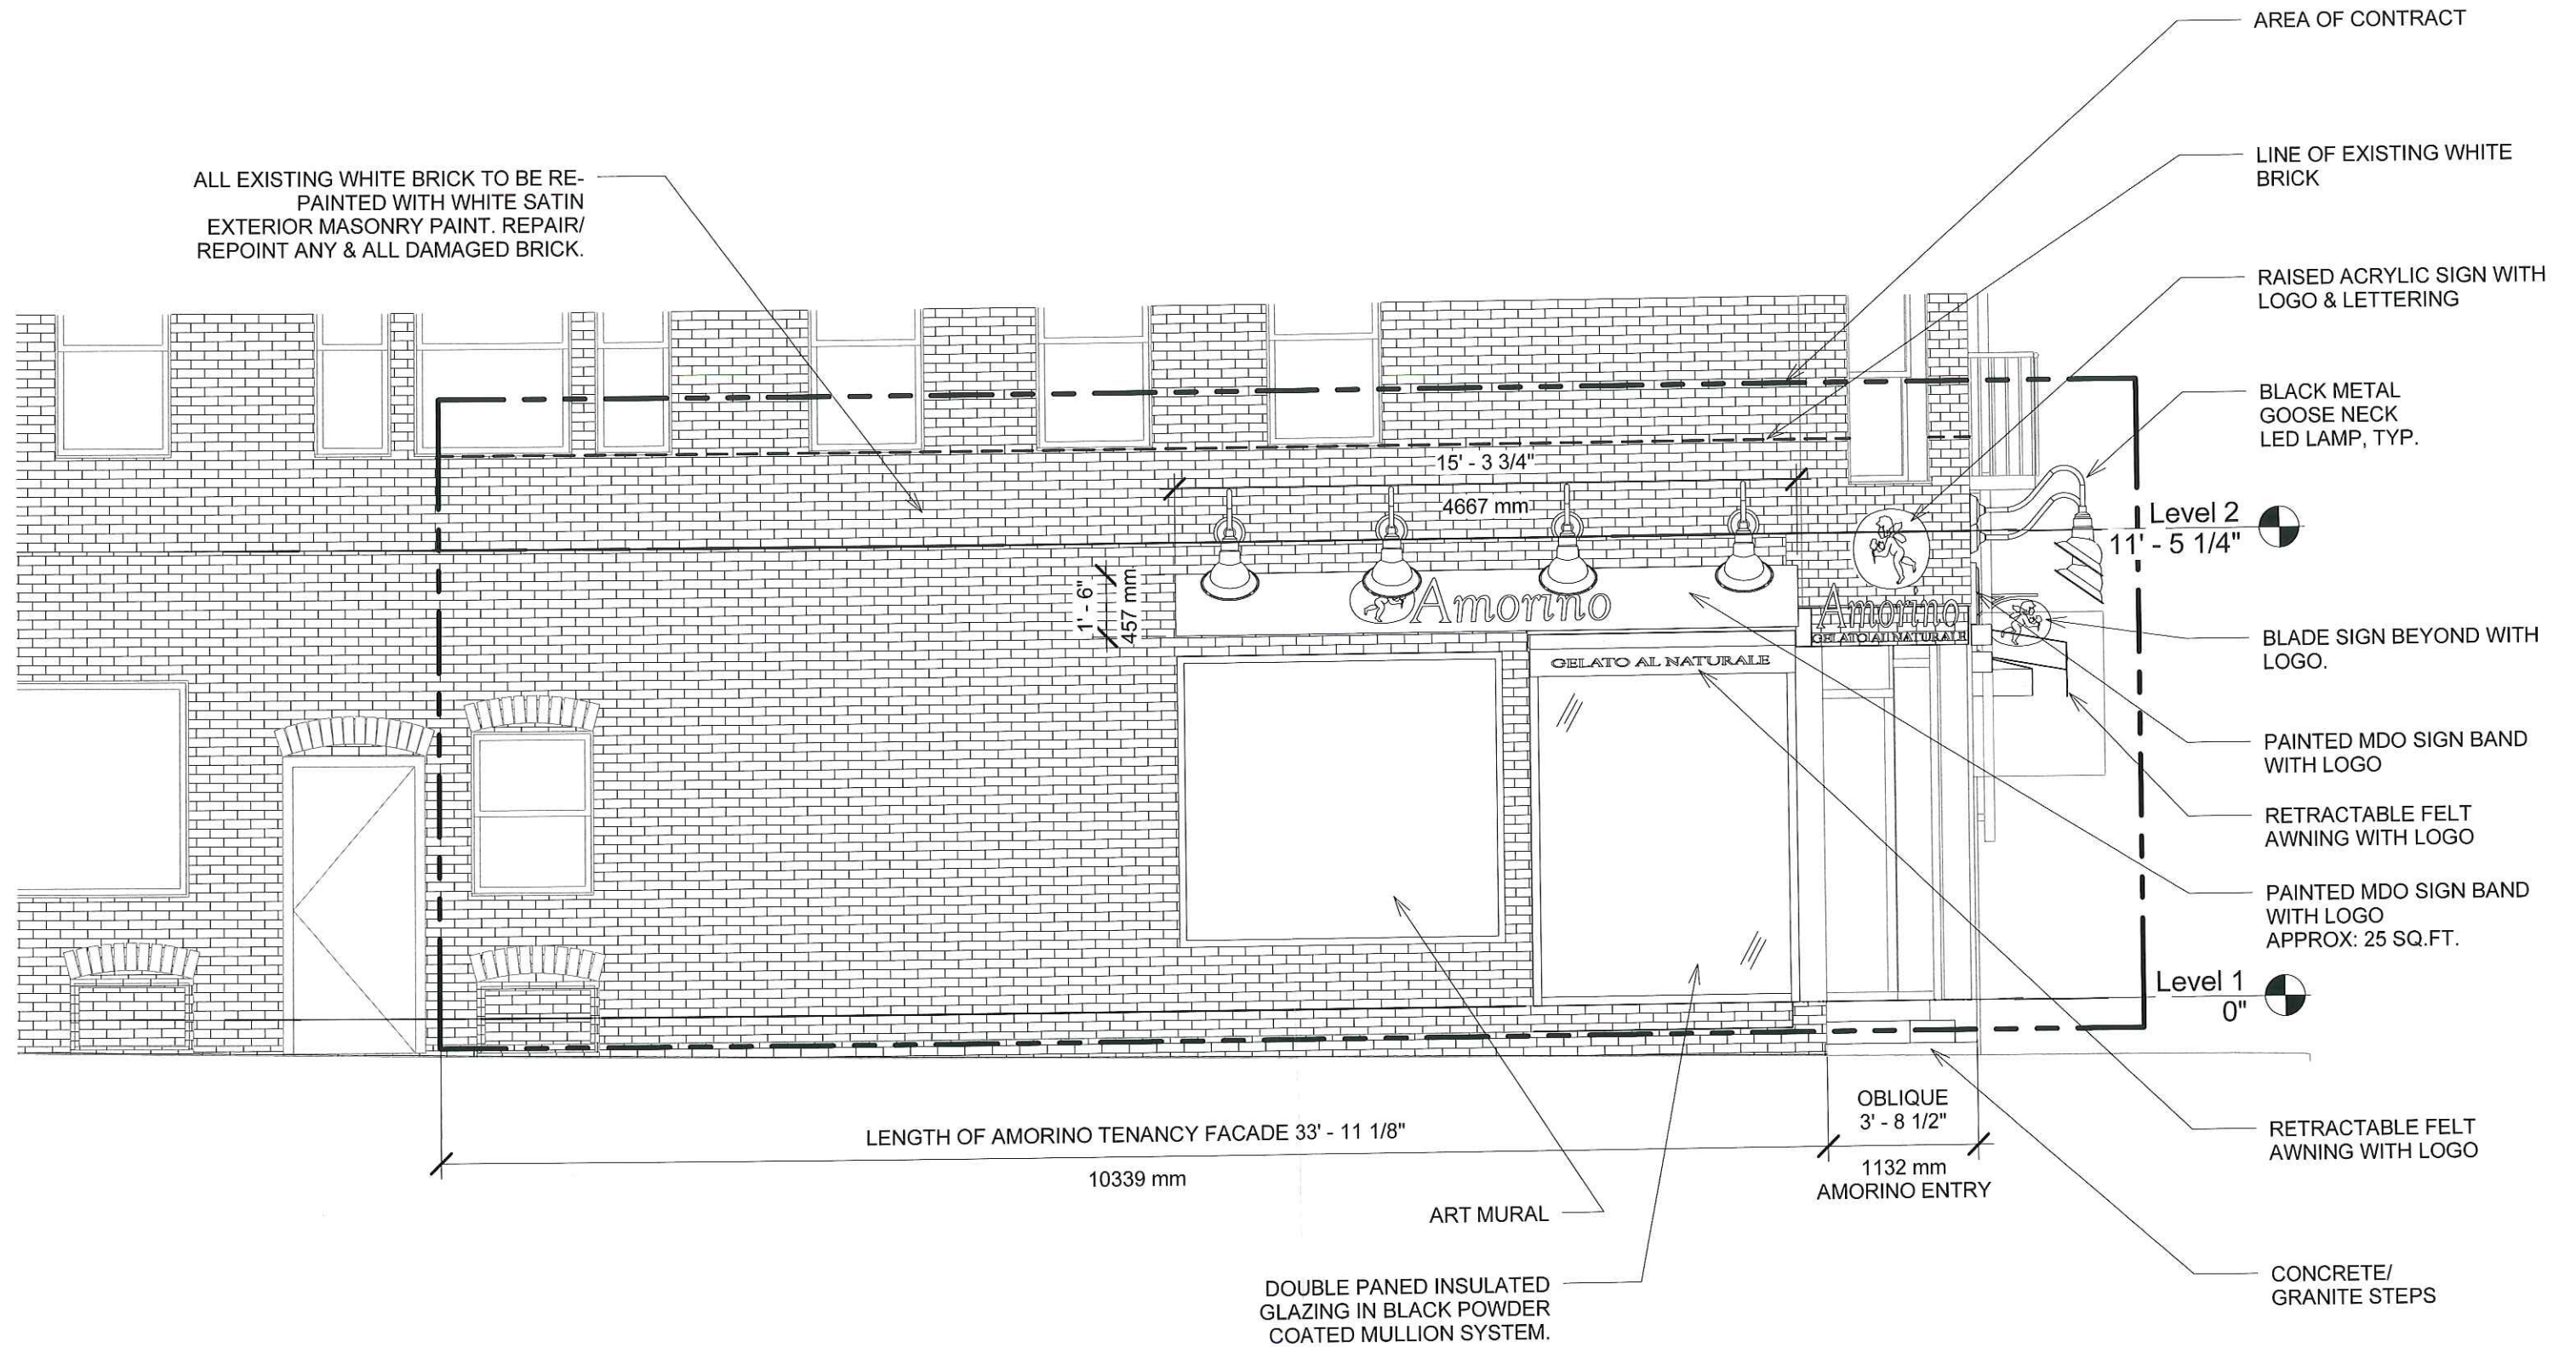 AREA OF CONTRACT
LINE OF EXISTING WHITE
BRICK
ALL EXISTING WHITE BRICK TO BE RE-
PAINTED WITH WHITE SATIN
EXTERIOR MASONRY PAINT. REPAIR/
REPOINT ANY & ALL DAMAGED BRICK.
RAISED ACRYLIC SIGN WITH
LOGO & LETTERING
BLACK METAL
GOOSE NECK
LED LAMP, TYP.
15' - 3 3/4"
4667 mm
Level 2
11' - 5 1/4"
1' - 6"
457 mm
Amorino
Amorino
GELATO AL NATURALE
GELATO AL NATURALE
BLADE SIGN BEYOND WITH
LOGO.
PAINTED MDO SIGN BAND
WITH LOGO
RETRACTABLE FELT
AWNING WITH LOGO
PAINTED MDO SIGN BAND
WITH LOGO
APPROX: 25 SQ.FT.
Level 1
0"
OBLIQUE
3' - 8 1/2"
LENGTH OF AMORINO TENANCY FACADE 33' - 11 1/8"
10339 mm
1132 mm
AMORINO ENTRY
RETRACTABLE FELT
AWNING WITH LOGO
ART MURAL
DOUBLE PANED INSULATED
GLAZING IN BLACK POWDER
COATED MULLION SYSTEM.
CONCRETE/
GRANITE STEPS